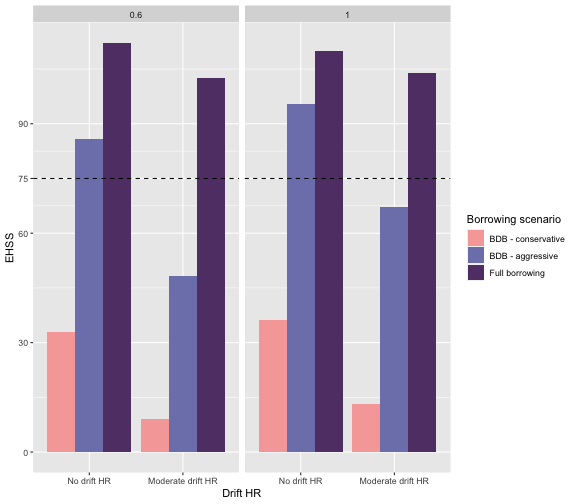 0.6
1
90
75
60
30
0
EHSS
No drift HR
Moderate drift HR
No drift HR
Moderate drift HR
Drift HR
Borrowing scenario
BDB - conservative
BDB - aggressive
Full borrowing